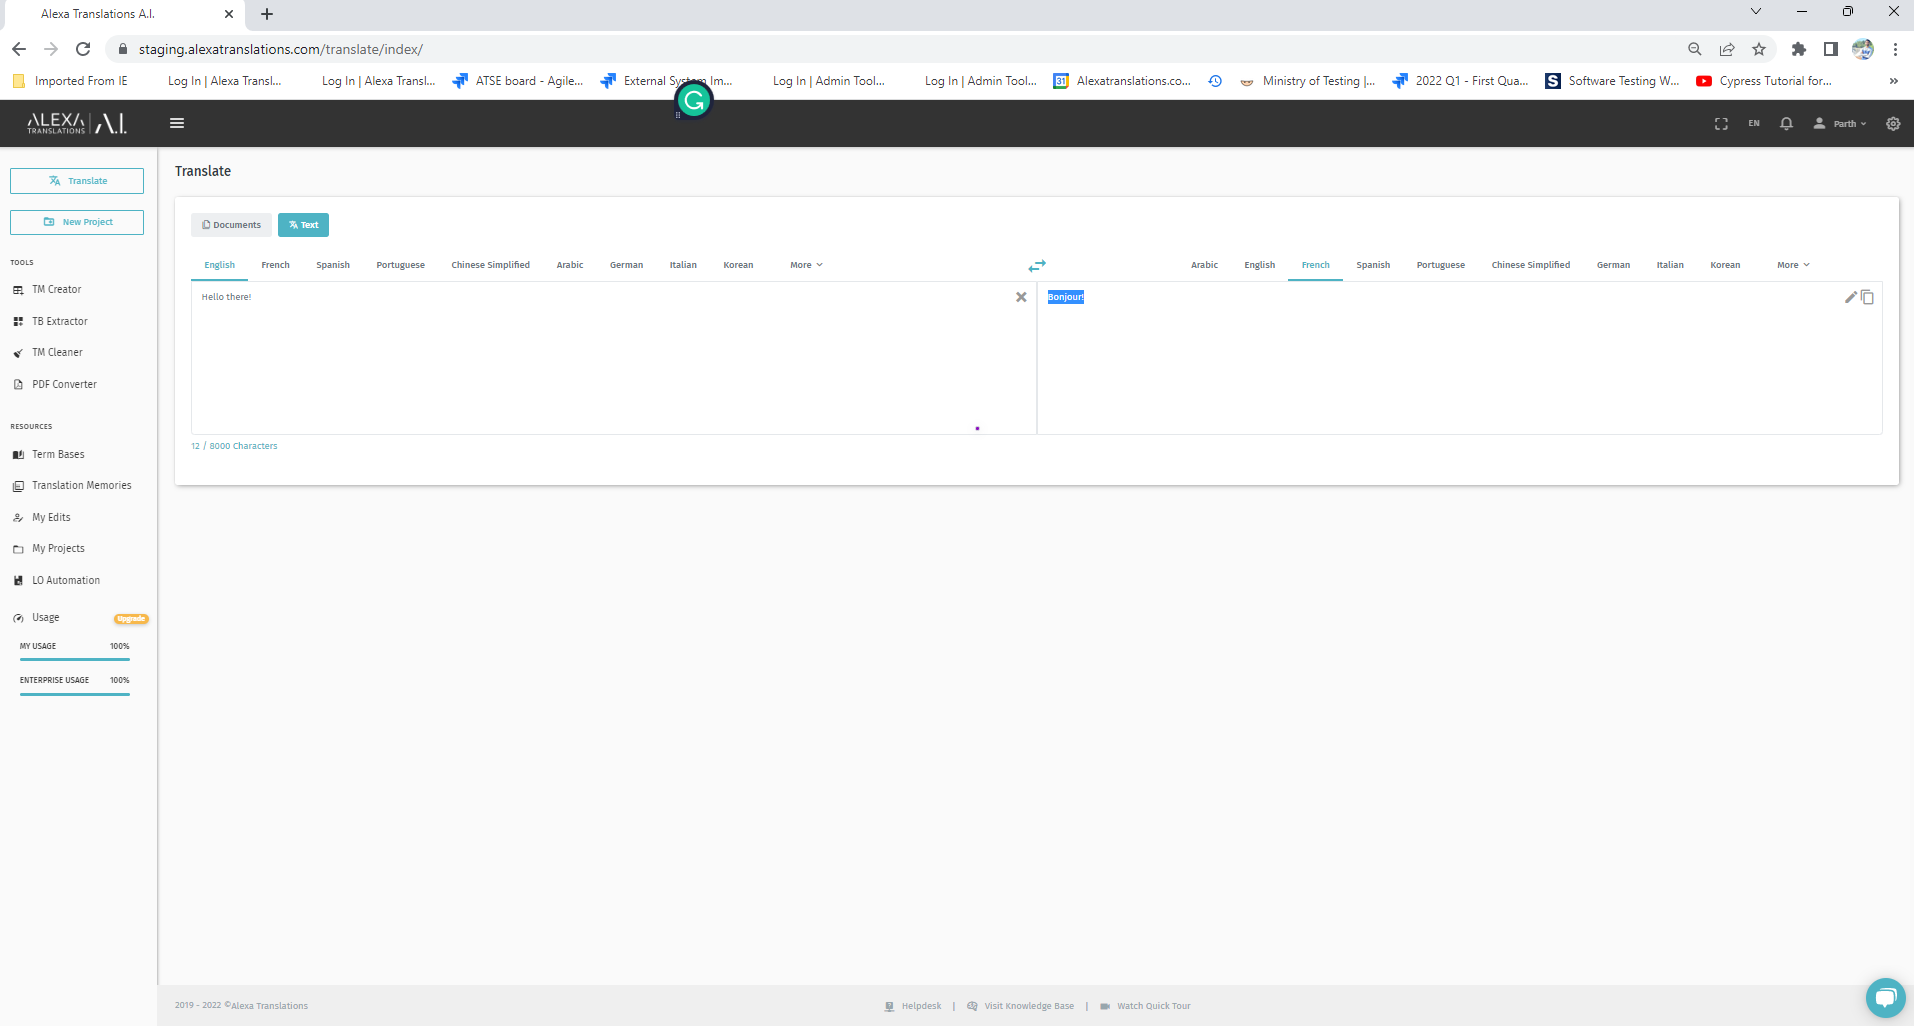 Alexa Translations A.I.
staging.alexatranslations.com/translate/index/
Imported From IE Log In | Alexa Transl... Log In | Alexa Transl... ATSE board - Agile... External System Im... Log In | Admin Tool... Log In | Admin Tool... 31 Alexatranslations.co... Ministry of Testing |... 2022 Q1 - First Qua... S Software Testing W... Cypress Tutorial for... »
ALEXA TRANSLATIONS | A.I. EN Parth
Translate
New Project
TOOLS
TM Creator
TB Extractor
TM Cleaner
PDF Converter
RESOURCES
Term Bases
Translation Memories
My Edits
My Projects
LO Automation
Usage Upgrade
MY USAGE 100%
ENTERPRISE USAGE 100%
Translate
Documents Text
English French Spanish Portuguese Chinese Simplified Arabic German Italian Korean More
Arabic English French Spanish Portuguese Chinese Simplified German Italian Korean More
Hello there!
Bonjour!
12 / 8000 Characters
2019 - 2022 ©Alexa Translations Helpdesk | Visit Knowledge Base | Watch Quick Tour